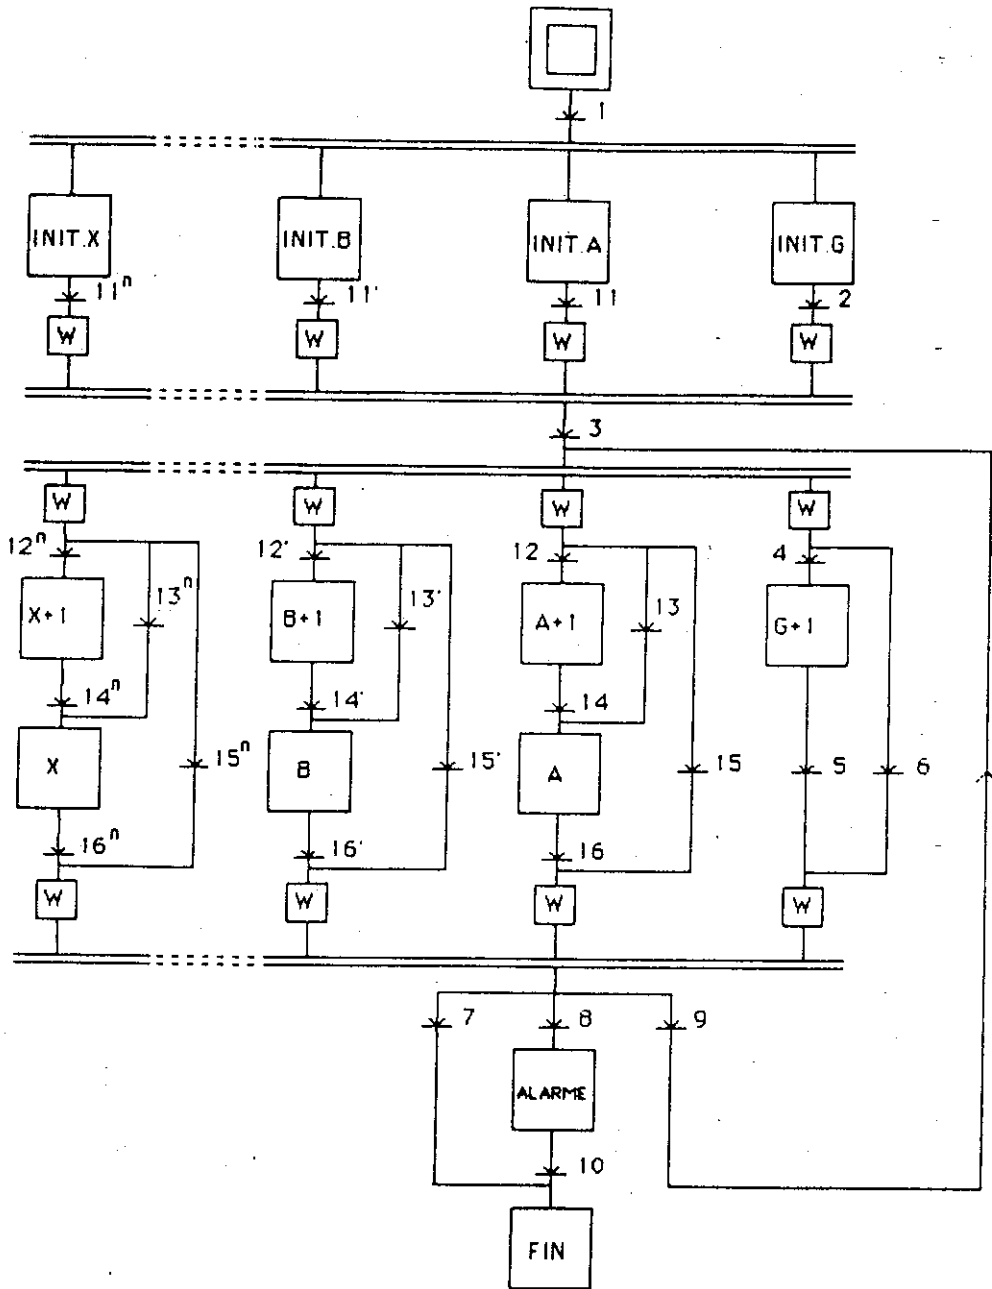 1
INIT.X INIT.B INIT.A INIT.G
11ⁿ 11' 11 2
W W W W
3
W W W W
12ⁿ 12' 12 4
13ⁿ 13' 13
X+1 B+1 A+1 G+1
14ⁿ 14' 14
X B A
15ⁿ 15' 15 5 6
16ⁿ 16' 16
W W W W
7 8 9
ALARME
10
FIN